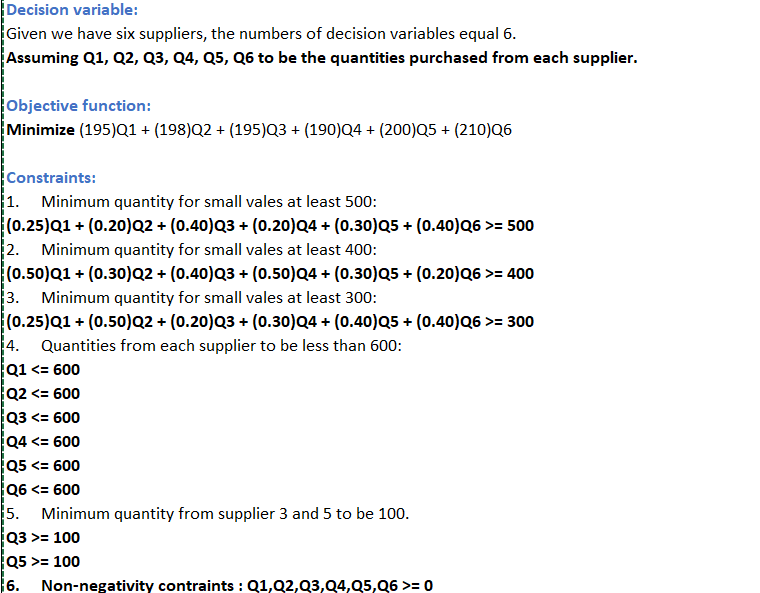 Decision variable:
Given we have six suppliers, the numbers of decision variables equal 6.
Assuming Q1, Q2, Q3, Q4, Q5, Q6 to be the quantities purchased from each supplier.
Objective function:
Minimize (195)Q1 + (198)Q2 + (195)Q3 + (190)Q4 + (200)Q5 + (210)Q6
Constraints:
1. Minimum quantity for small vales at least 500:
(0.25)Q1 + (0.20)Q2 + (0.40)Q3 + (0.20)Q4 + (0.30)Q5 + (0.40)Q6 >= 500
2. Minimum quantity for small vales at least 400:
(0.50)Q1 + (0.30)Q2 + (0.40)Q3 + (0.50)Q4 + (0.30)Q5 + (0.20)Q6 >= 400
3. Minimum quantity for small vales at least 300:
(0.25)Q1 + (0.50)Q2 + (0.20)Q3 + (0.30)Q4 + (0.40)Q5 + (0.40)Q6 >= 300
4. Quantities from each supplier to be less than 600:
Q1 <= 600
Q2 <= 600
Q3 <= 600
Q4 <= 600
Q5 <= 600
Q6 <= 600
5. Minimum quantity from supplier 3 and 5 to be 100.
Q3 >= 100
Q5 >= 100
6. Non-negativity contraints : Q1,Q2,Q3,Q4,Q5,Q6 >= 0